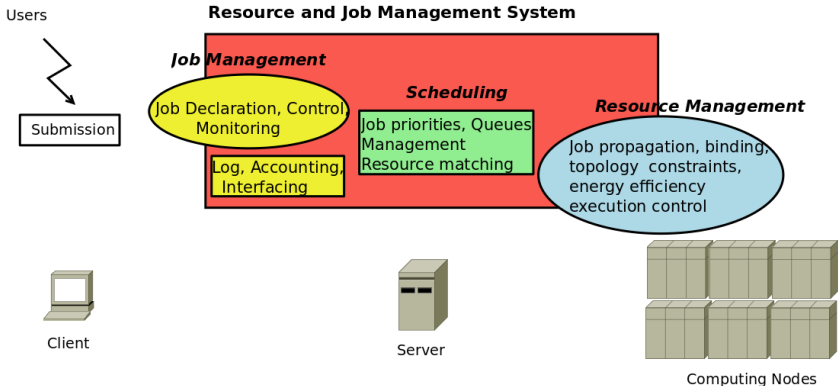 Users
Resource and Job Management System
Job Management
Job Declaration, Control,
Monitoring
Submission
Log, Accounting,
Interfacing
Scheduling
Job priorities, Queues
Management
Resource matching
Resource Management
Job propagation, binding,
topology constraints,
energy efficiency
execution control
Client
Server
Computing Nodes